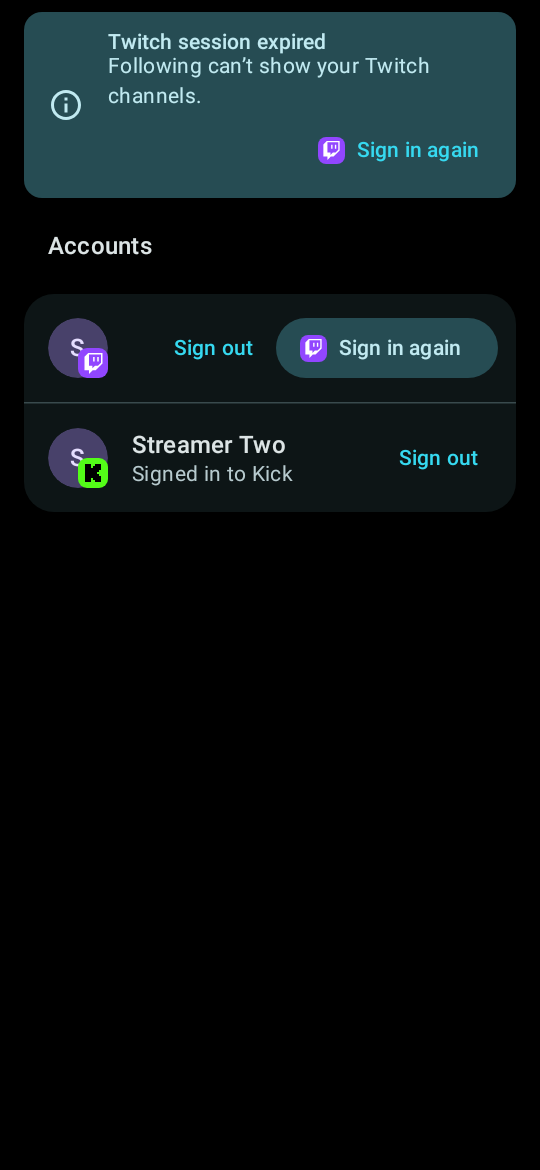 Twitch session expired
Following can’t show your Twitch
channels.
Sign in again
Accounts
S
Sign out
Sign in again
S
Streamer Two
Signed in to Kick
Sign out